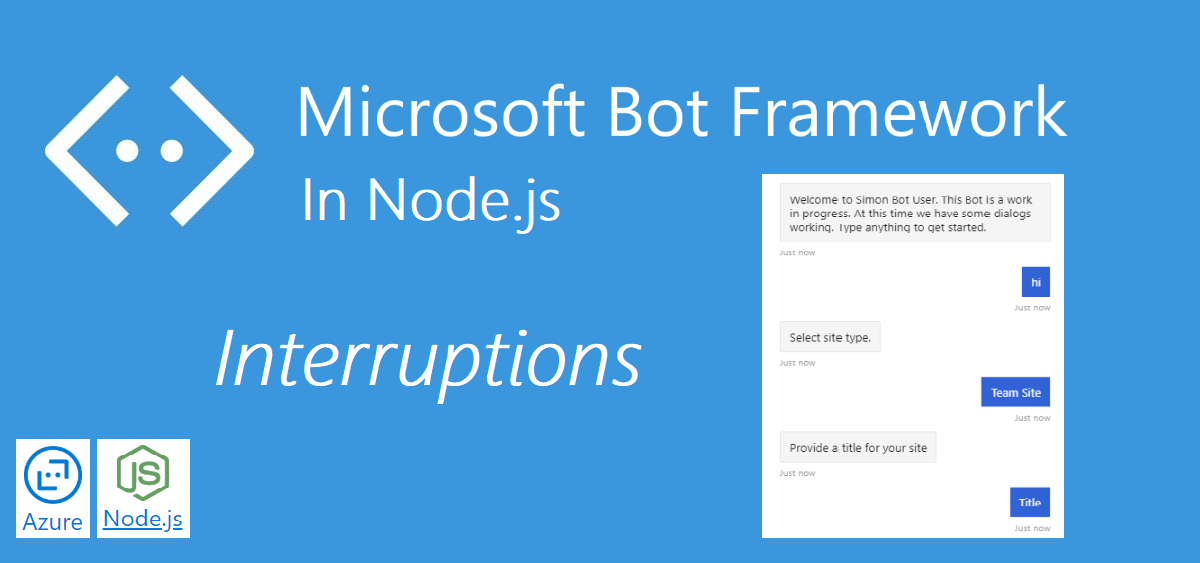 Microsoft Bot Framework
In Node.js
Interruptions
Welcome to Simon Bot User. This Bot is a work
in progress. At this time we have some dialogs
working. Type anything to get started.
Just now
hi
Just now
Select site type.
Just now
Team Site
Just now
Provide a title for your site
Just now
Title
Just now
JS
Azure
Node.js